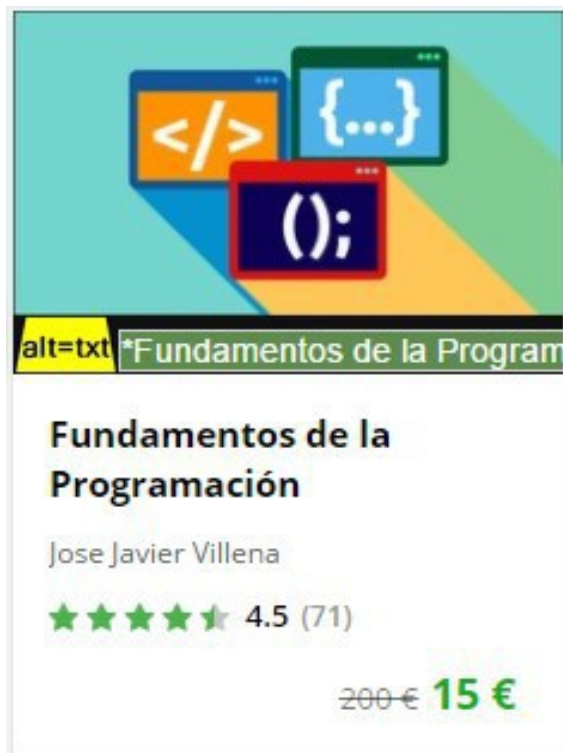 </>
{...}
();
alt=txt *Fundamentos de la Program
Fundamentos de la
Programación
Jose Javier Villena
4.5 (71)
200 € 15 €